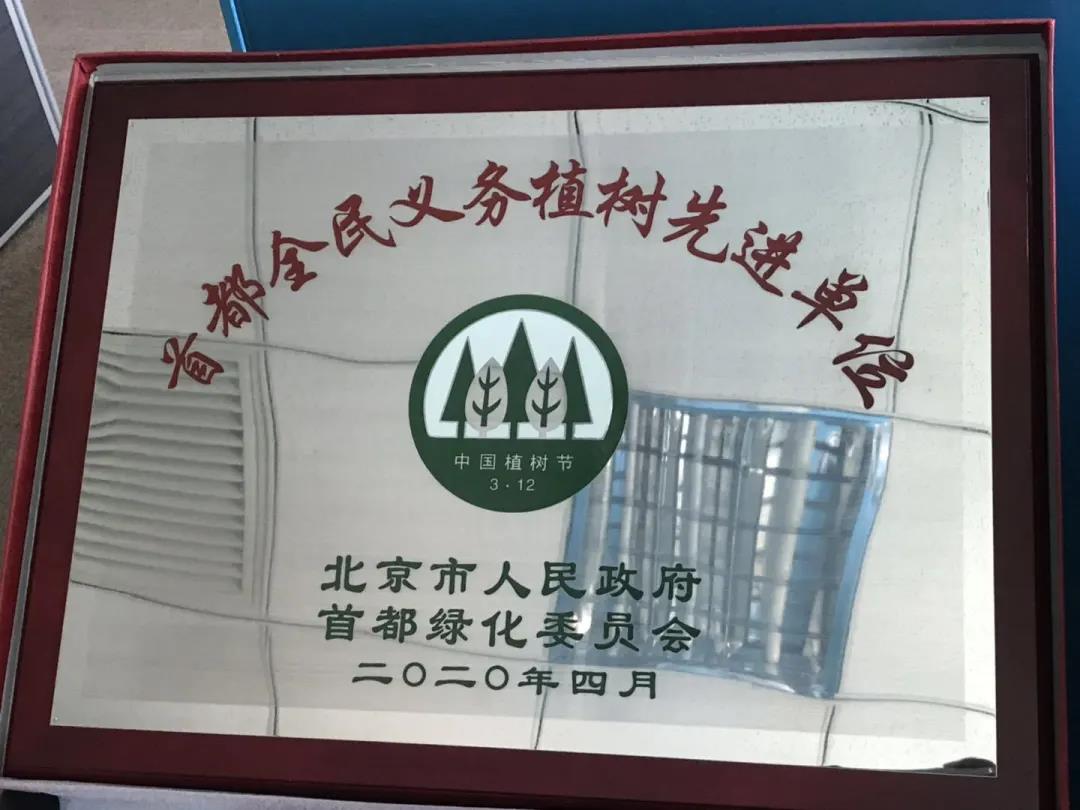 首都全民义务植树先进单位
中国植树节
3·12
北京市人民政府
首都绿化委员会
二〇二〇年四月